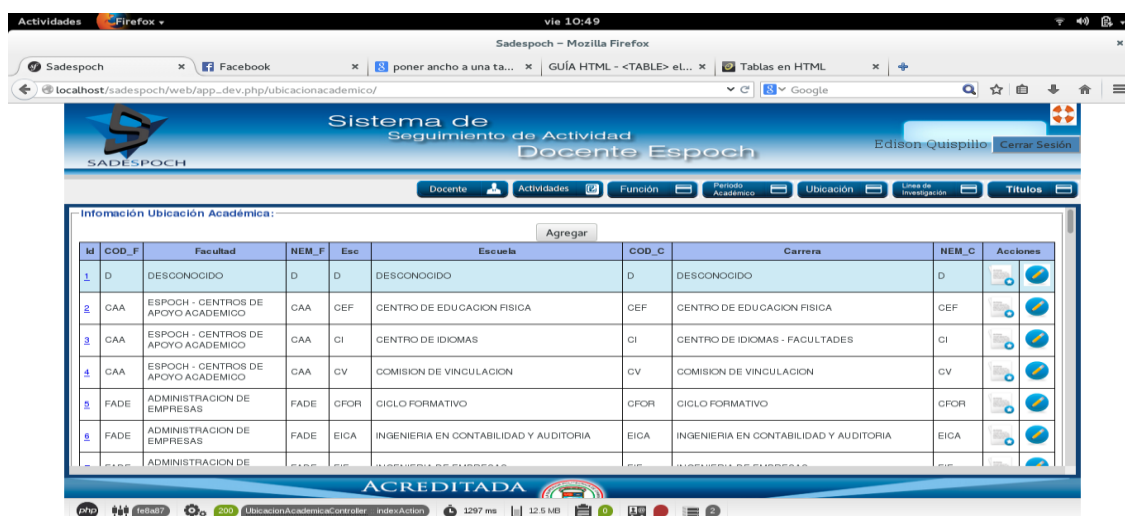 Actividades Firefox vie 10:49
Sadespoch - Mozilla Firefox
Sadespoch Facebook poner ancho a una ta... GUÍA HTML - <TABLE> el... Tablas en HTML
localhost/sadespoch/web/app_dev.php/ubicacionacademico/ Google
Sistema de
Seguimiento de Actividad
Docente Espoch
SADESPOCH
Edison Quispillo Cerrar Sesión
Docente Actividades Función Periodo Académico Ubicación Linea de Investigación Títulos
Infomación Ubicación Académica:
Agregar
Id COD_F Facultad NEM_F Esc Escuela COD_C Carrera NEM_C Acciones
1 D DESCONOCIDO D D DESCONOCIDO D DESCONOCIDO D
2 CAA ESPOCH - CENTROS DE APOYO ACADEMICO CAA CEF CENTRO DE EDUCACION FISICA CEF CENTRO DE EDUCACION FISICA CEF
3 CAA ESPOCH - CENTROS DE APOYO ACADEMICO CAA CI CENTRO DE IDIOMAS CI CENTRO DE IDIOMAS - FACULTADES CI
4 CAA ESPOCH - CENTROS DE APOYO ACADEMICO CAA CV COMISION DE VINCULACION CV COMISION DE VINCULACION CV
5 FADE ADMINISTRACION DE EMPRESAS FADE CFOR CICLO FORMATIVO CFOR CICLO FORMATIVO CFOR
6 FADE ADMINISTRACION DE EMPRESAS FADE EICA INGENIERIA EN CONTABILIDAD Y AUDITORIA EICA INGENIERIA EN CONTABILIDAD Y AUDITORIA EICA
ADMINISTRACION DE
ACREDITADA
php fe8a87 200 UbicacionAcademicaController indexAction 1297 ms 12.5 MB 0 2